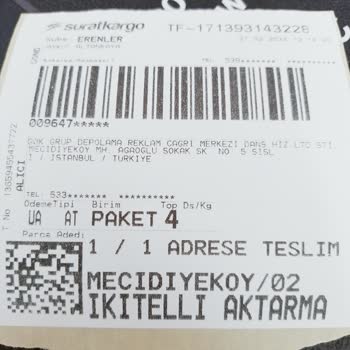 suratkargo TF-171393143228
Şube: ERENLER
009647*****
GRUP DEPOLAMA REKLAM CAGRI MERKEZI DANS HIZ.LTD STI.
MECIDIYEKOY MH. AGAOGLU SOKAK SK NO 5 SISL
I / ISTANBUL / TURKIYE
ALICI
TEL: 533******* **********
OdemeTipi Birim Top Ds/Kg
UA AT PAKET 4
Parca Adedi
1 / 1 ADRESE TESLIM
MECIDIYEKOY/02
IKITELLI AKTARMA